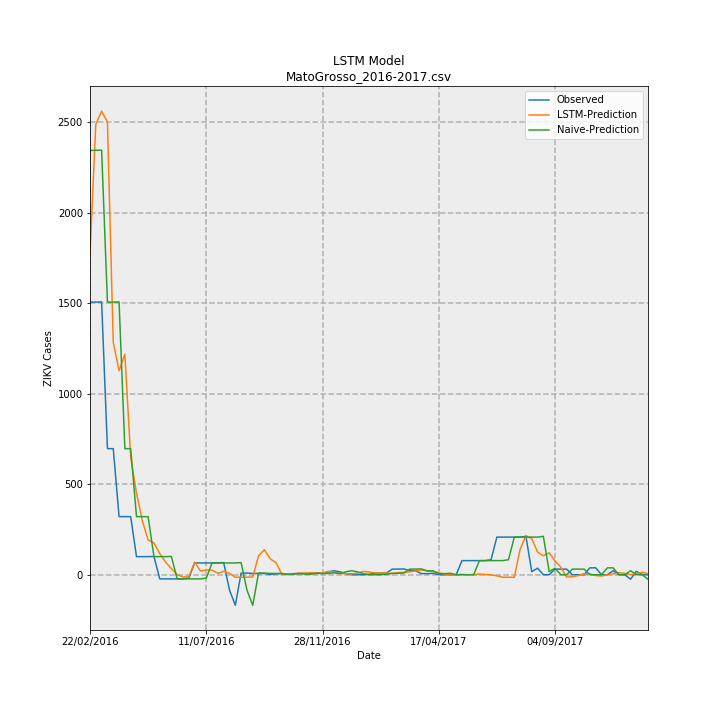 LSTM Model
MatoGrosso_2016-2017.csv
Observed
LSTM-Prediction
Naive-Prediction
2500
2000
1500
1000
500
0
ZIKV Cases
22/02/2016
11/07/2016
28/11/2016
17/04/2017
04/09/2017
Date